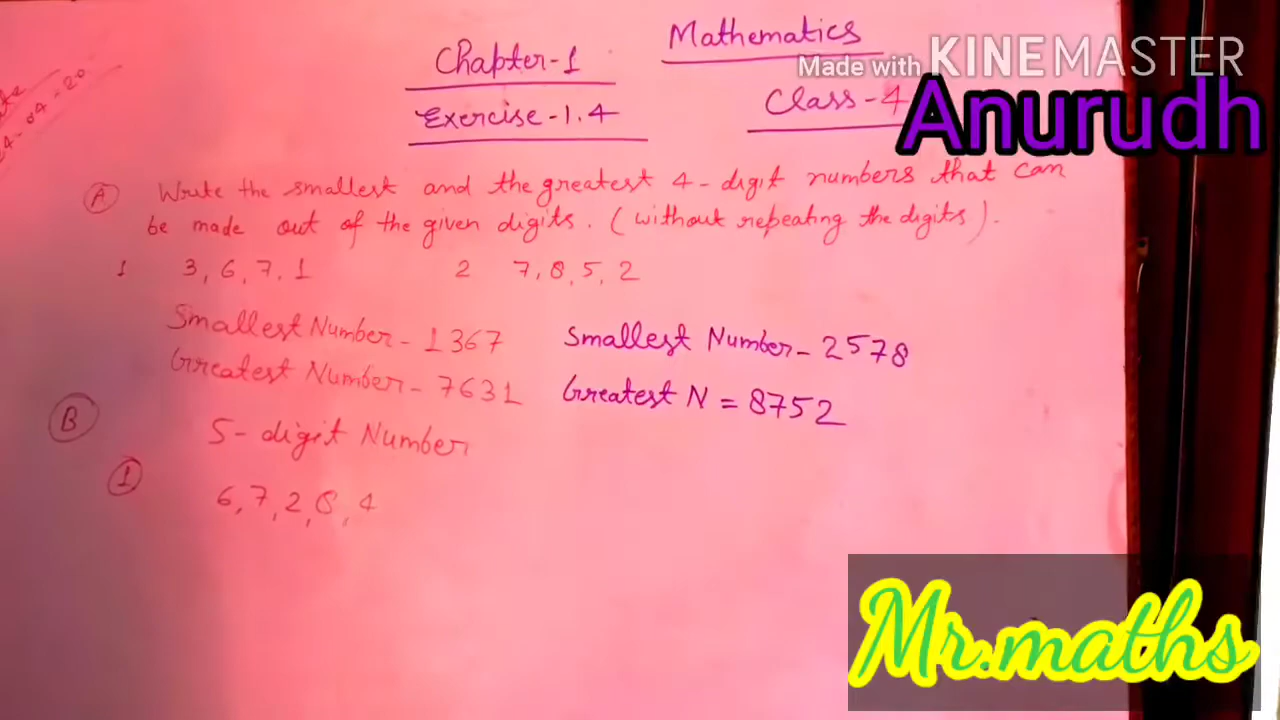 Mathematics
Made with KINEMASTER
Chapter-1
Class-4
Anurudh
Exercise-1.4
24-04-20
A Write the smallest and the greatest 4-digit numbers that can
be made out of the given digits. (without repeating the digits).
1 3, 6, 7, 1 2 7, 8, 5, 2
Smallest Number - 1367 Smallest Number - 2578
Greatest Number - 7631 Greatest N = 8752
B 5-digit Number
1 6, 7, 2, 8, 4
Mr.maths